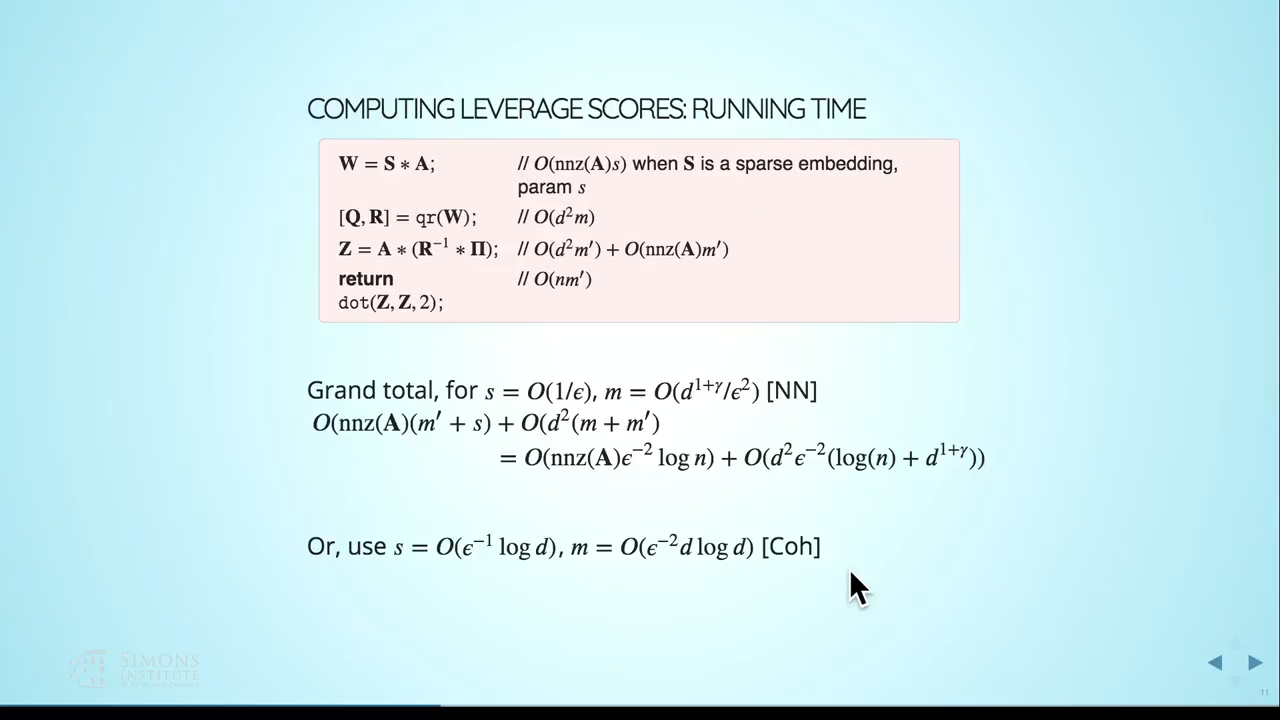 COMPUTING LEVERAGE SCORES: RUNNING TIME
W = S ∗ A; // O(nnz(A)s) when S is a sparse embedding,
param s
[Q, R] = qr(W); // O(d²m)
Z = A ∗ (R⁻¹ ∗ Π); // O(d²m′) + O(nnz(A)m′)
return // O(nm′)
dot(Z, Z, 2);
Grand total, for s = O(1/ϵ), m = O(d^{1+γ}/ϵ²) [NN]
O(nnz(A)(m′ + s) + O(d²(m + m′)
= O(nnz(A)ϵ⁻² log n) + O(d²ϵ⁻²(log(n) + d^{1+γ}))
Or, use s = O(ϵ⁻¹ log d), m = O(ϵ⁻²d log d) [Coh]
SIMONS
INSTITUTE
11